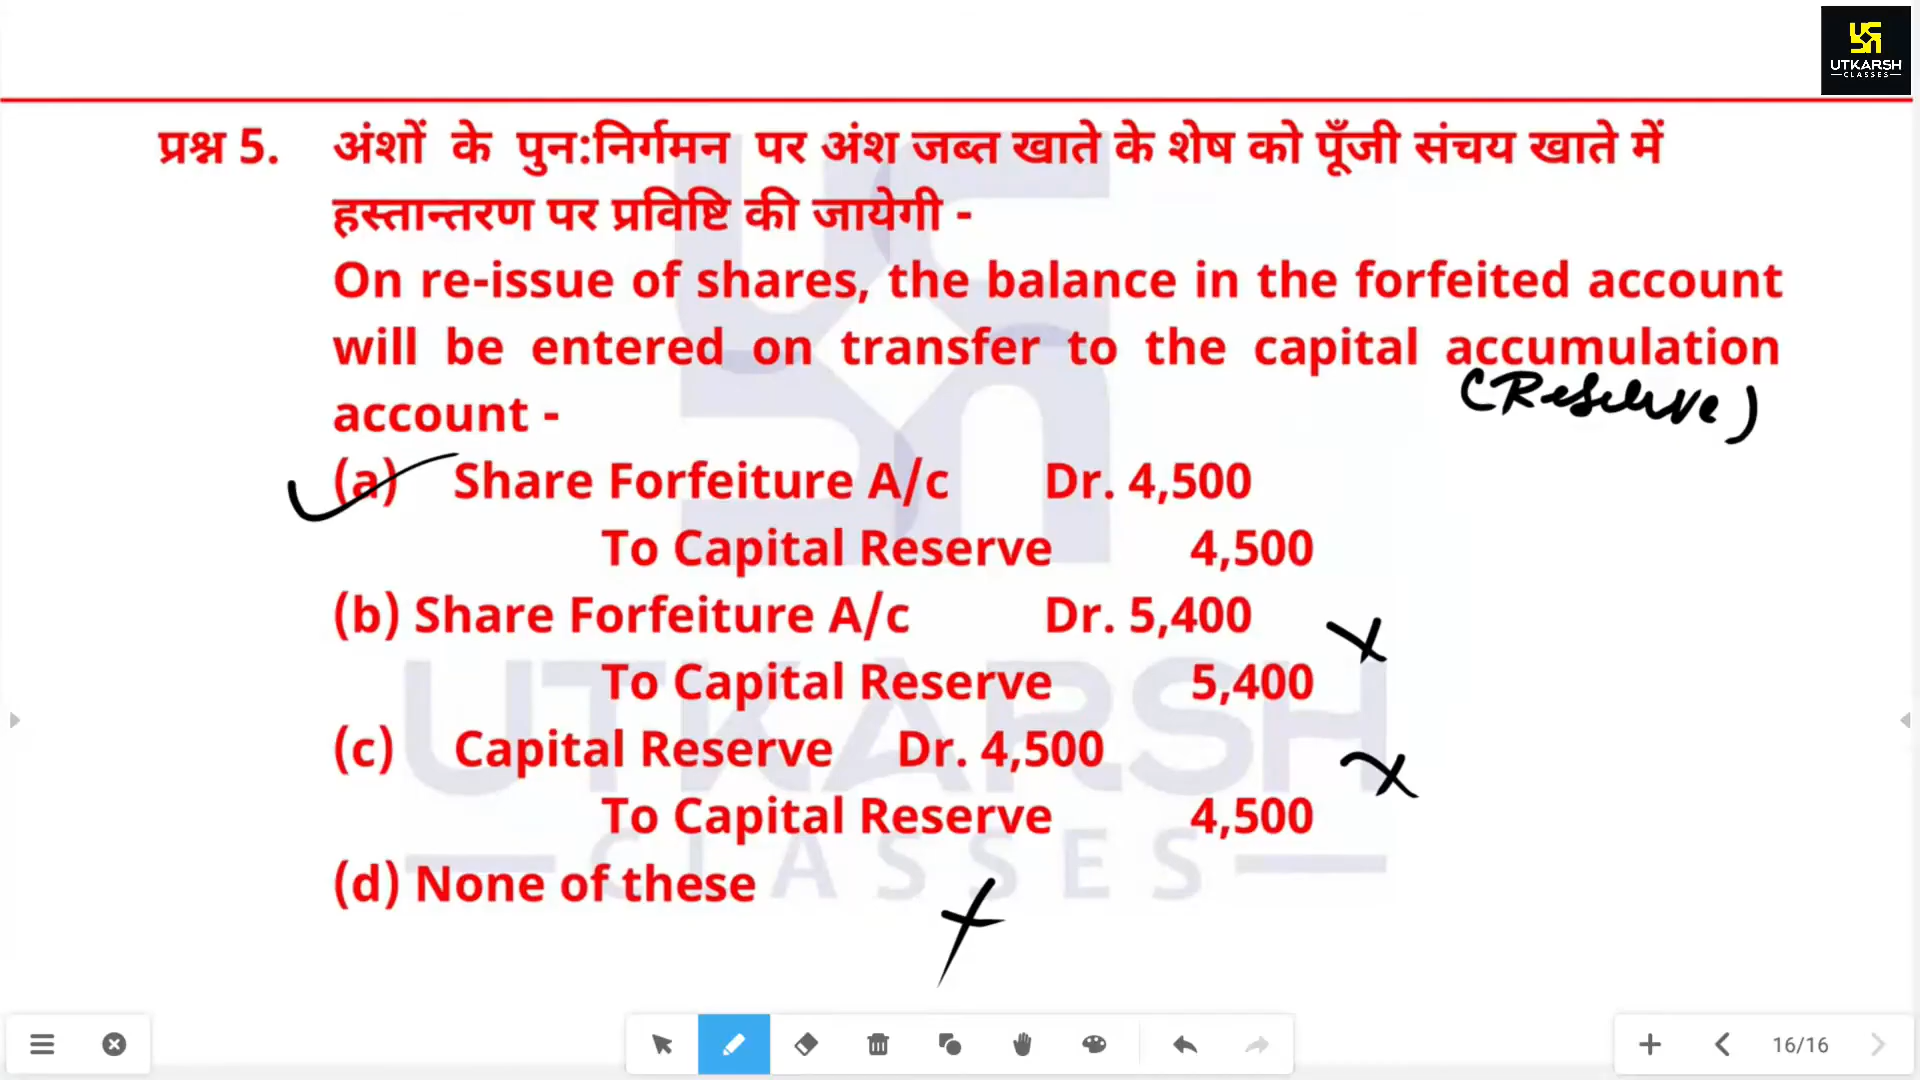 UTKARSH
CLASSES
प्रश्न 5. अंशों के पुन:निर्गमन पर अंश जब्त खाते के शेष को पूँजी संचय खाते में
हस्तान्तरण पर प्रविष्टि की जायेगी -
On re-issue of shares, the balance in the forfeited account
will be entered on transfer to the capital accumulation
(Reserve)
account -
(a) Share Forfeiture A/c Dr. 4,500
To Capital Reserve 4,500
(b) Share Forfeiture A/c Dr. 5,400
To Capital Reserve 5,400
(c) Capital Reserve Dr. 4,500
To Capital Reserve 4,500
(d) None of these
UTKARSH
CLASSES
16/16